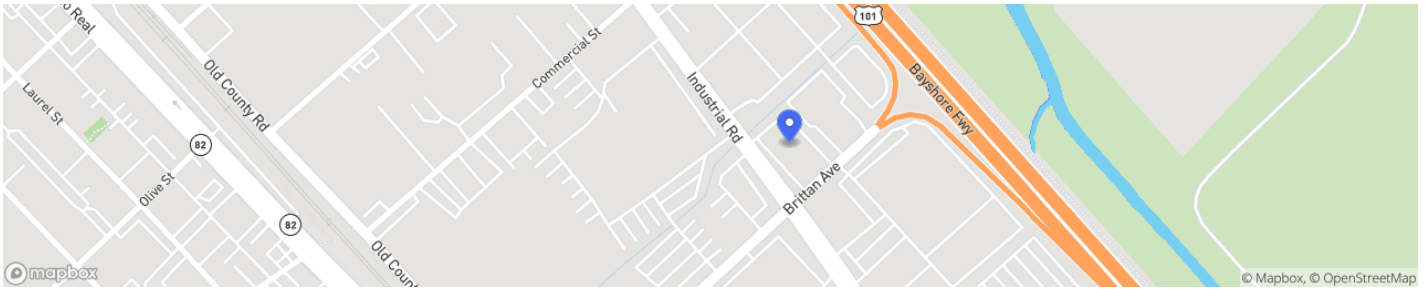 o Real
101
Laurel St
Old County Rd
Commercial St
Industrial Rd
Bayshore Fwy
82
Olive St
Brittan Ave
82
Old Count
mapbox
© Mapbox, © OpenStreetMap